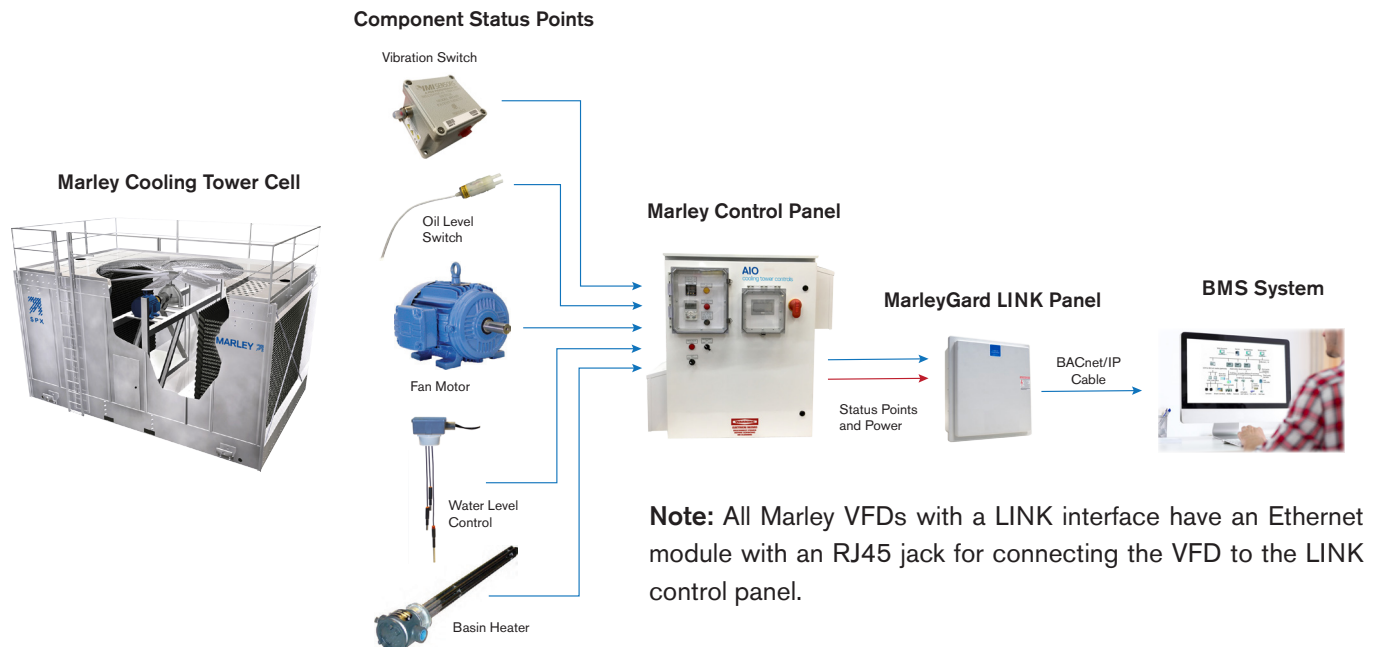 Component Status Points
Vibration Switch
Marley Cooling Tower Cell
SPX
MARLEY
Oil Level
Switch
Fan Motor
Water Level
Control
Basin Heater
Marley Control Panel
AIO
cooling tower controls
Status Points
and Power
MarleyGard LINK Panel
BACnet/IP
Cable
BMS System
Note: All Marley VFDs with a LINK interface have an Ethernet
module with an RJ45 jack for connecting the VFD to the LINK
control panel.